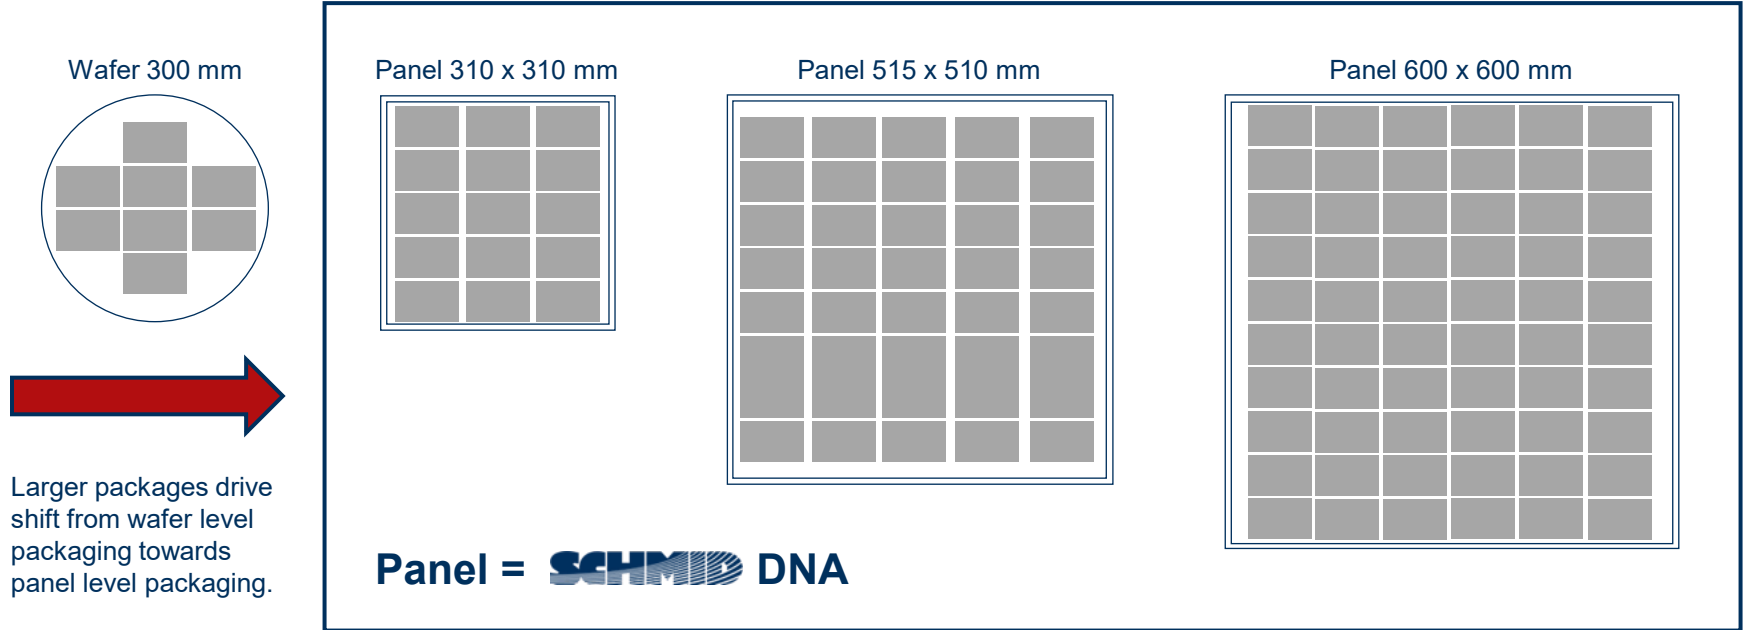 Wafer 300 mm
Panel 310 x 310 mm
Panel 515 x 510 mm
Panel 600 x 600 mm
Larger packages drive
shift from wafer level
packaging towards
panel level packaging.
Panel = SCHMID DNA